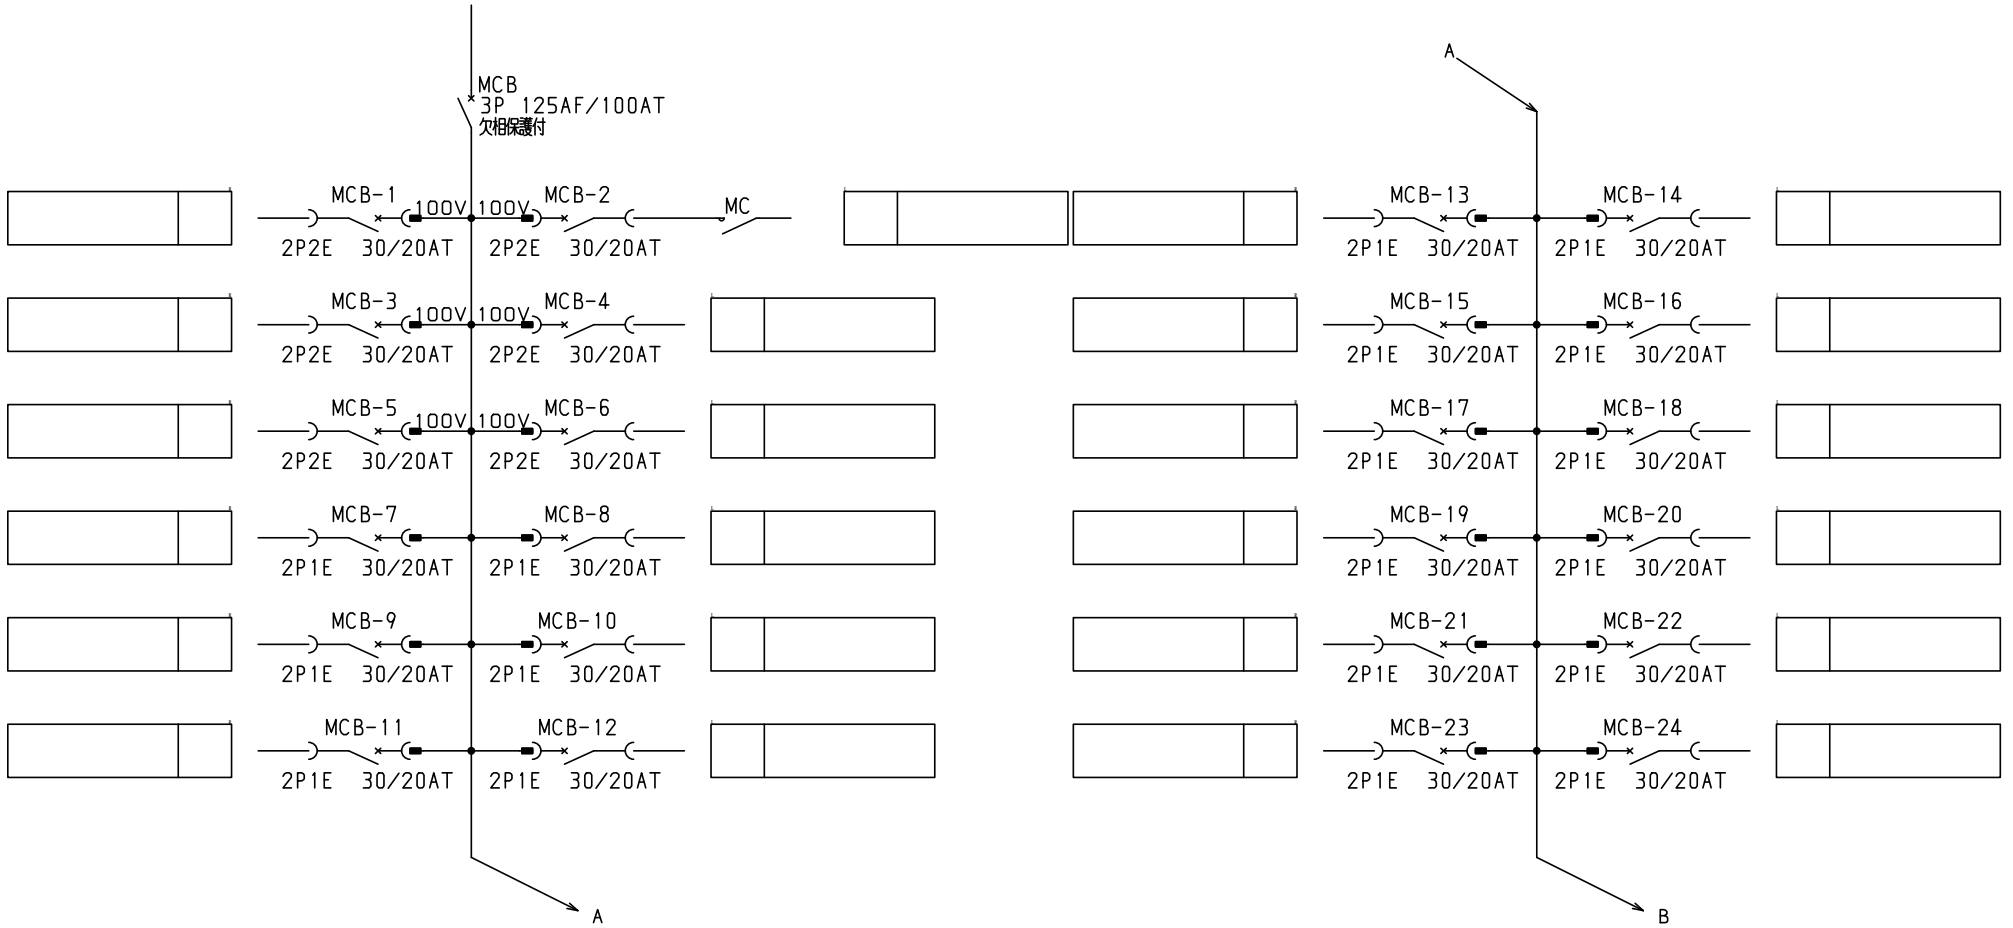 MCB
3P 125AF/100AT
欠相保護付
MCB-1 100V 100V MCB-2 MC
2P2E 30/20AT 2P2E 30/20AT
MCB-3 100V 100V MCB-4
2P2E 30/20AT 2P2E 30/20AT
MCB-5 100V 100V MCB-6
2P2E 30/20AT 2P2E 30/20AT
MCB-7 MCB-8
2P1E 30/20AT 2P1E 30/20AT
MCB-9 MCB-10
2P1E 30/20AT 2P1E 30/20AT
MCB-11 MCB-12
2P1E 30/20AT 2P1E 30/20AT
A
A
MCB-13 MCB-14
2P1E 30/20AT 2P1E 30/20AT
MCB-15 MCB-16
2P1E 30/20AT 2P1E 30/20AT
MCB-17 MCB-18
2P1E 30/20AT 2P1E 30/20AT
MCB-19 MCB-20
2P1E 30/20AT 2P1E 30/20AT
MCB-21 MCB-22
2P1E 30/20AT 2P1E 30/20AT
MCB-23 MCB-24
2P1E 30/20AT 2P1E 30/20AT
B